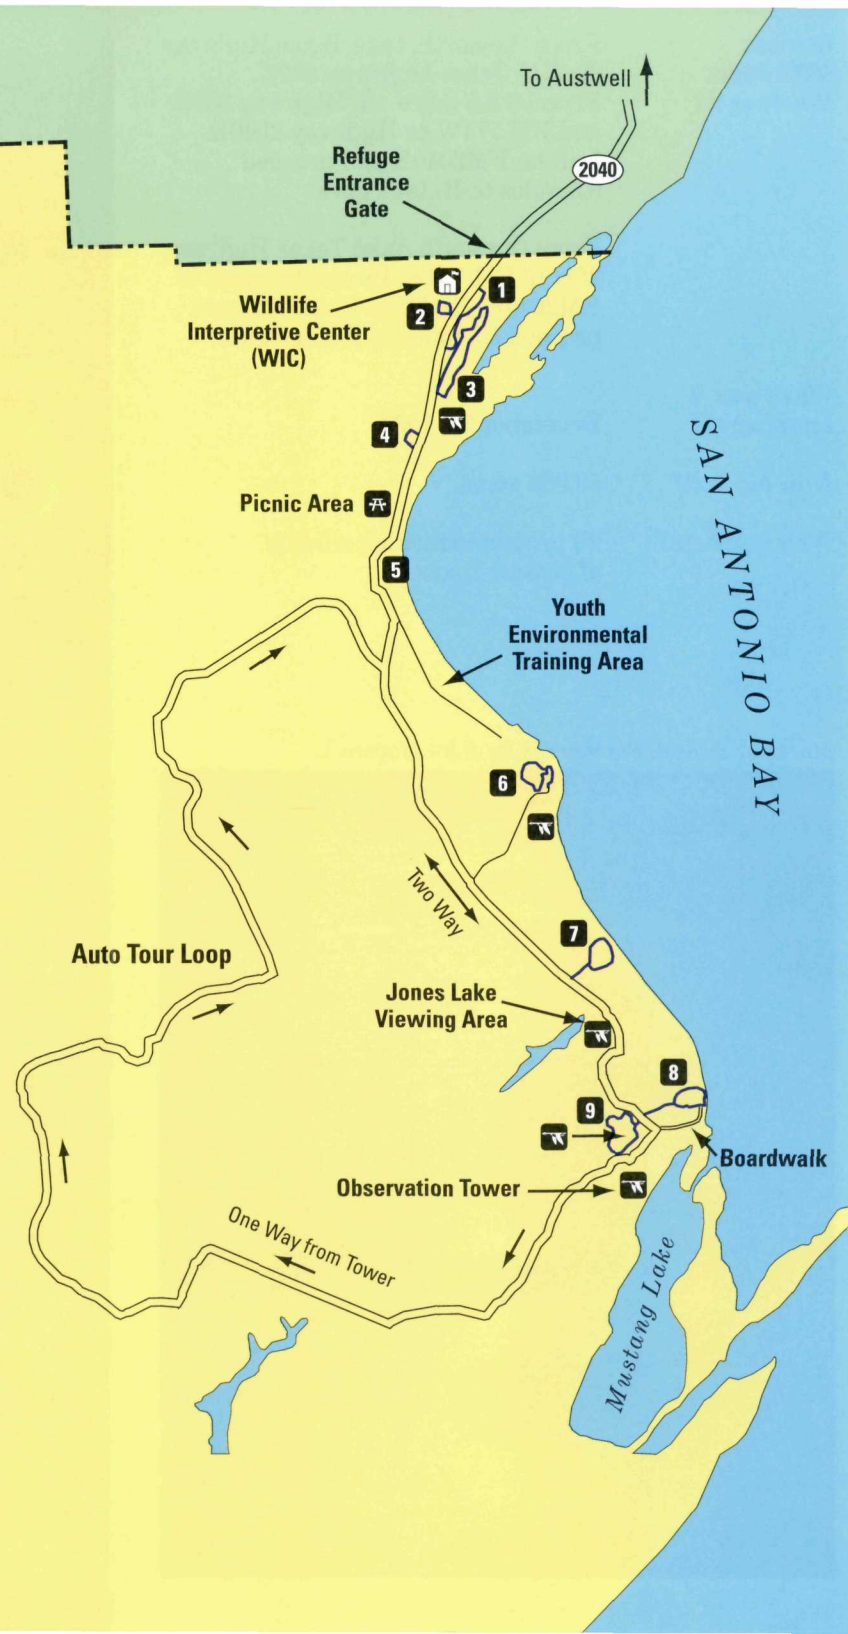 To Austwell
2040
Refuge
Entrance
Gate
Wildlife
Interpretive Center
(WIC)
1
2
3
4
Picnic Area
5
SAN ANTONIO BAY
Youth
Environmental
Training Area
6
Two Way
7
Auto Tour Loop
Jones Lake
Viewing Area
8
9
Boardwalk
Observation Tower
One Way from Tower
Mustang Lake